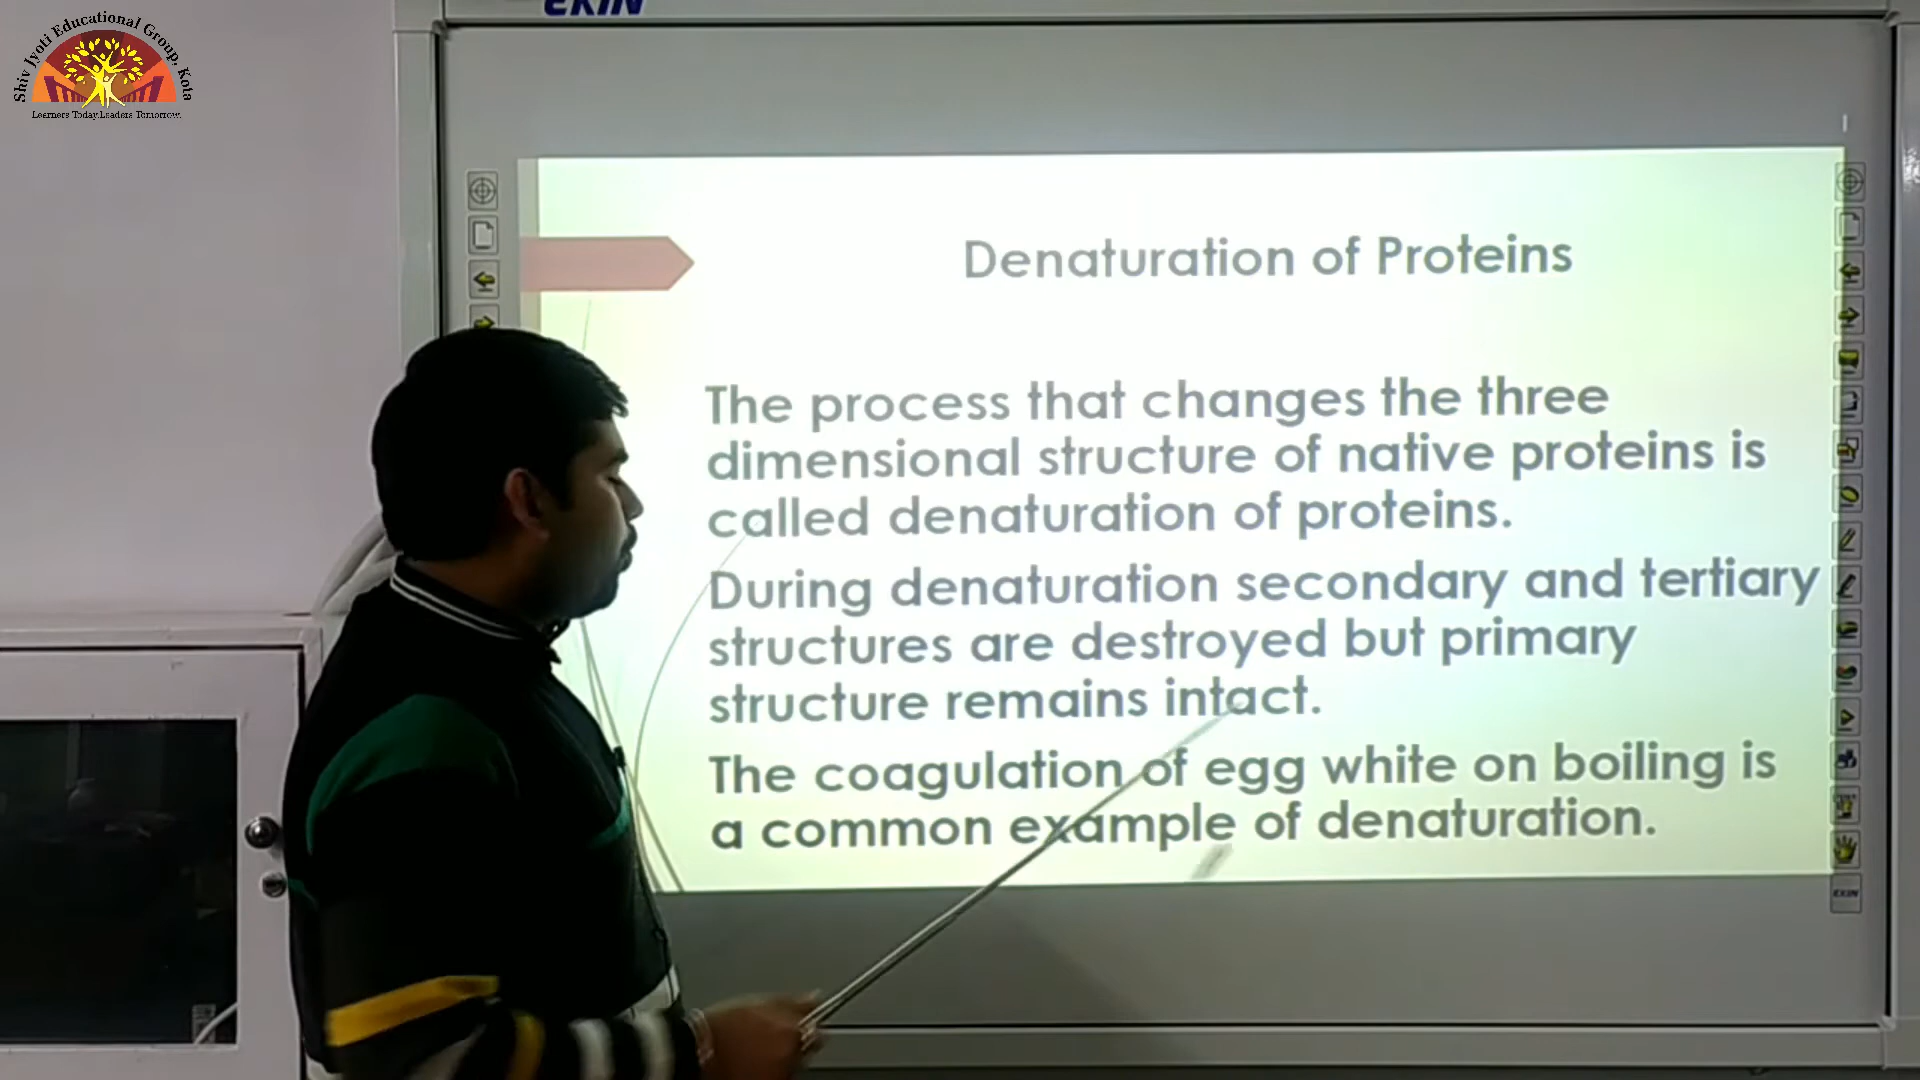 EKIN
Shiv Jyoti Educational Group, Kota
Learners Today.Leaders Tomorrow.
Denaturation of Proteins
The process that changes the three
dimensional structure of native proteins is
called denaturation of proteins.
During denaturation secondary and tertiary
structures are destroyed but primary
structure remains intact.
The coagulation of egg white on boiling is
a common example of denaturation.
EKIN